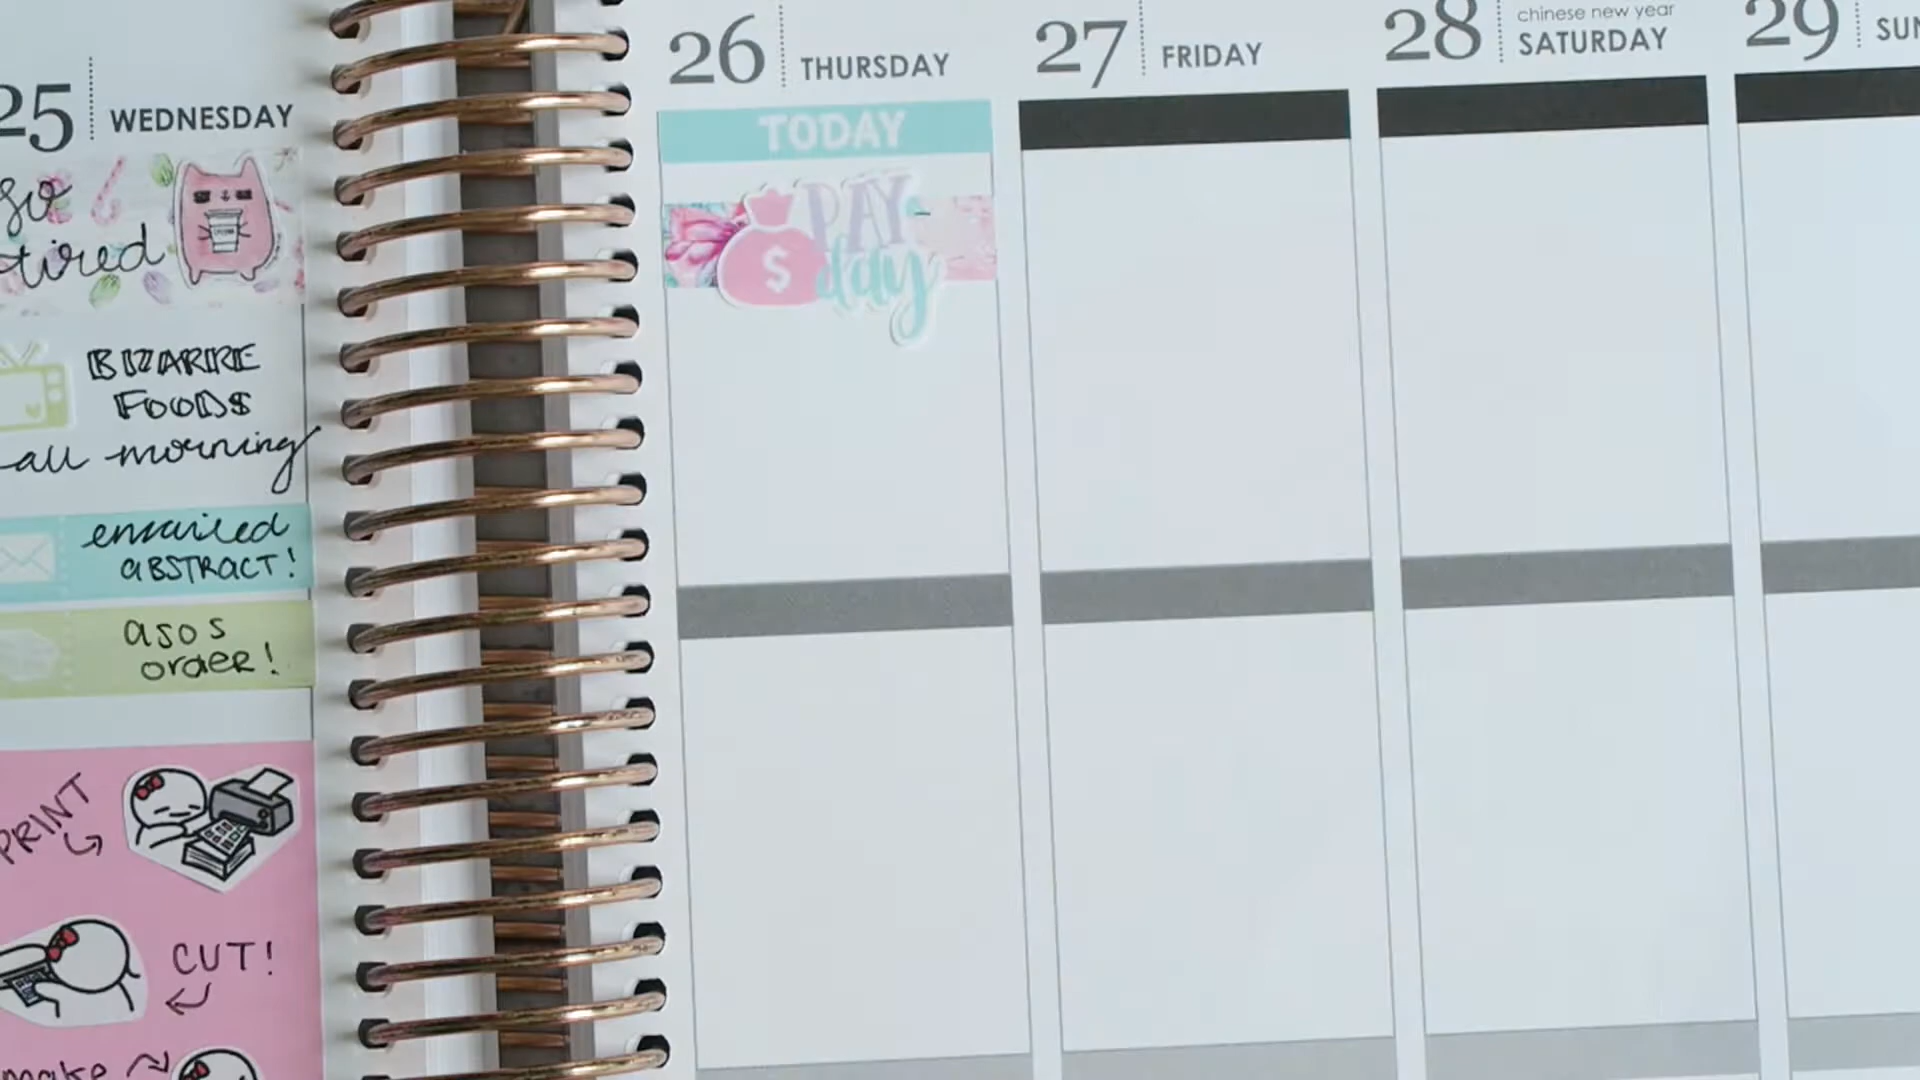 25 WEDNESDAY
so
tired
BIZARRE
FOODS
all morning
emailed
ABSTRACT!
asos
order!
PRINT
CUT!
make
26 THURSDAY
TODAY
PAY
day
$
27 FRIDAY
28 chinese new year
SATURDAY
29 SUN